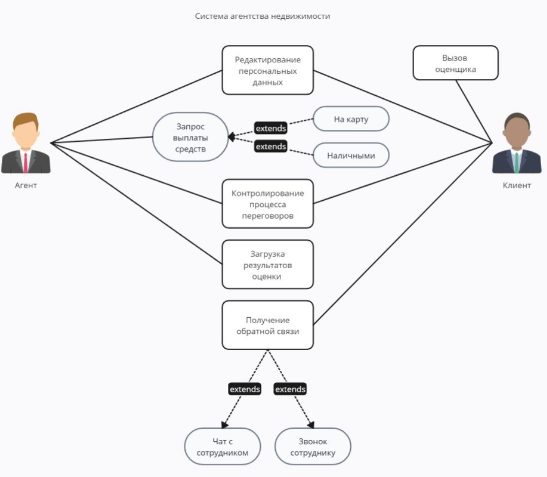 Система агентства недвижимости
Редактирование
персональных
данных
Вызов
оценщика
Запрос
выплаты
средств
extends
extends
На карту
Наличными
Агент
Клиент
Контролирование
процесса
переговоров
Загрузка
результатов
оценки
Получение
обратной связи
extends
extends
Чат с
сотрудником
Звонок
сотруднику